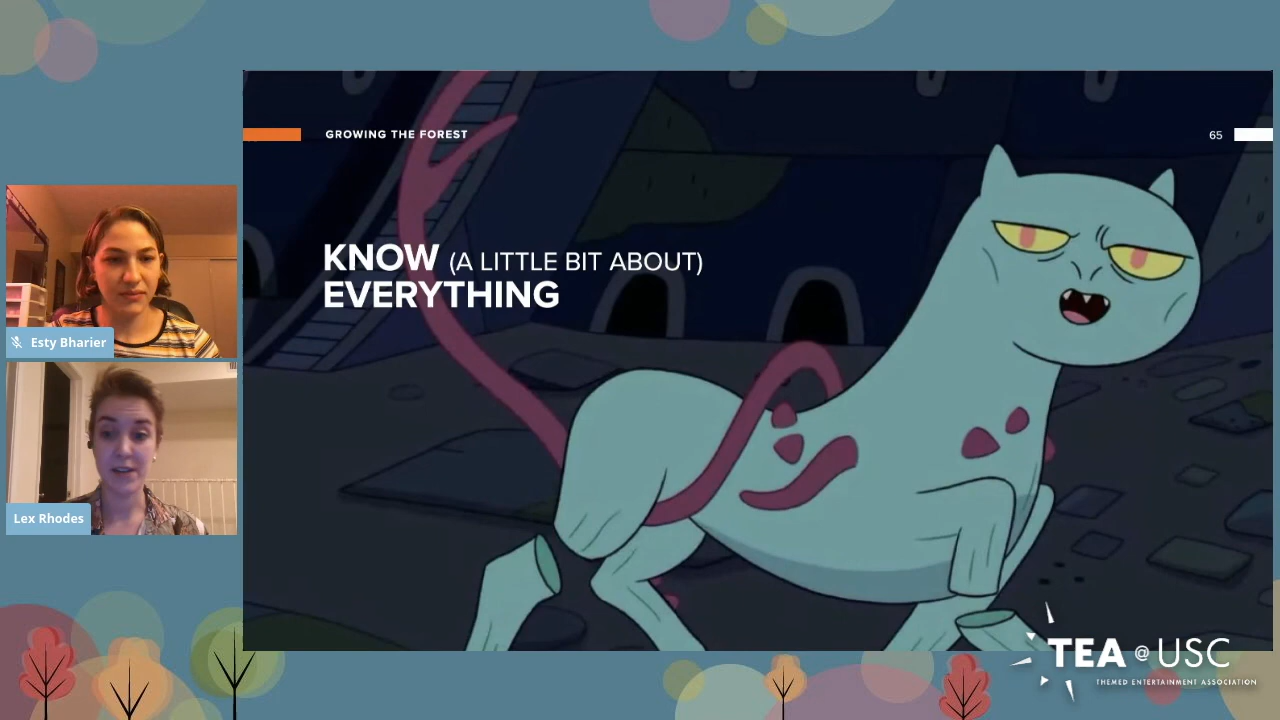 GROWING THE FOREST
65
KNOW (A LITTLE BIT ABOUT)
EVERYTHING
Esty Bharier
Lex Rhodes
TEA @ USC
THEMED ENTERTAINMENT ASSOCIATION